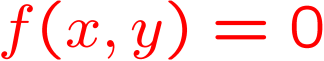 f(x, y) = 0